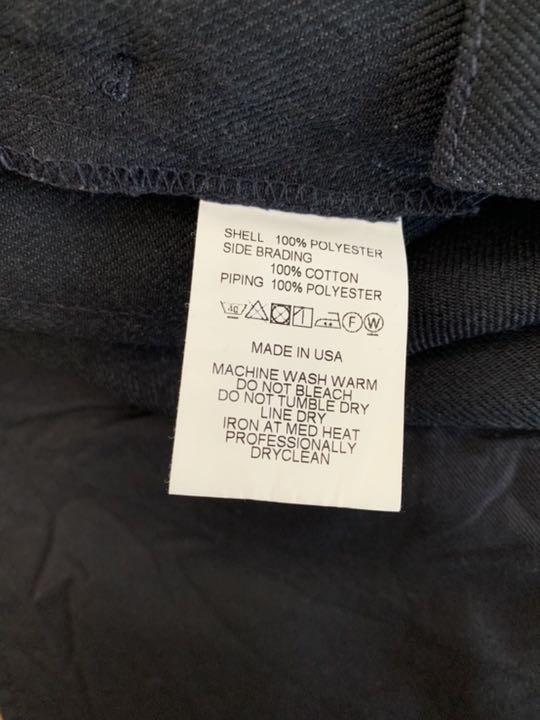 SHELL 100% POLYESTER
SIDE BRADING
100% COTTON
PIPING 100% POLYESTER
40 F W
MADE IN USA
MACHINE WASH WARM
DO NOT BLEACH
DO NOT TUMBLE DRY
LINE DRY
IRON AT MED HEAT
PROFESSIONALLY
DRYCLEAN